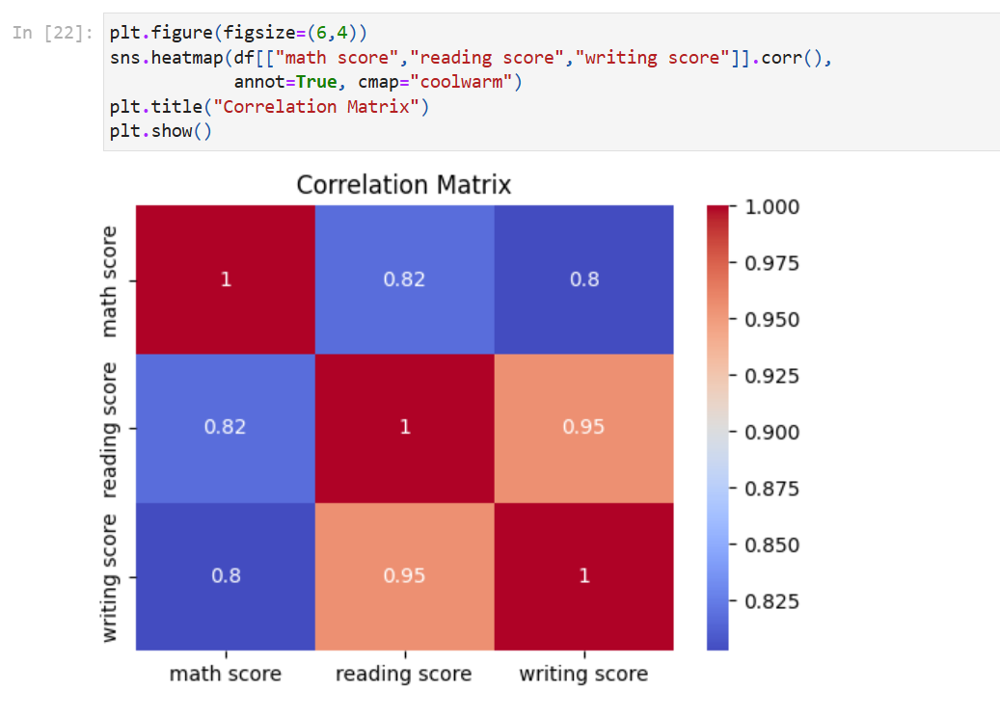 In [22]:
plt.figure(figsize=(6,4))
sns.heatmap(df[["math score","reading score","writing score"]].corr(),
            annot=True, cmap="coolwarm")
plt.title("Correlation Matrix")
plt.show()
Correlation Matrix
math score
1
0.82
0.8
reading score
0.82
1
0.95
writing score
0.8
0.95
1
math score
reading score
writing score
1.000
0.975
0.950
0.925
0.900
0.875
0.850
0.825